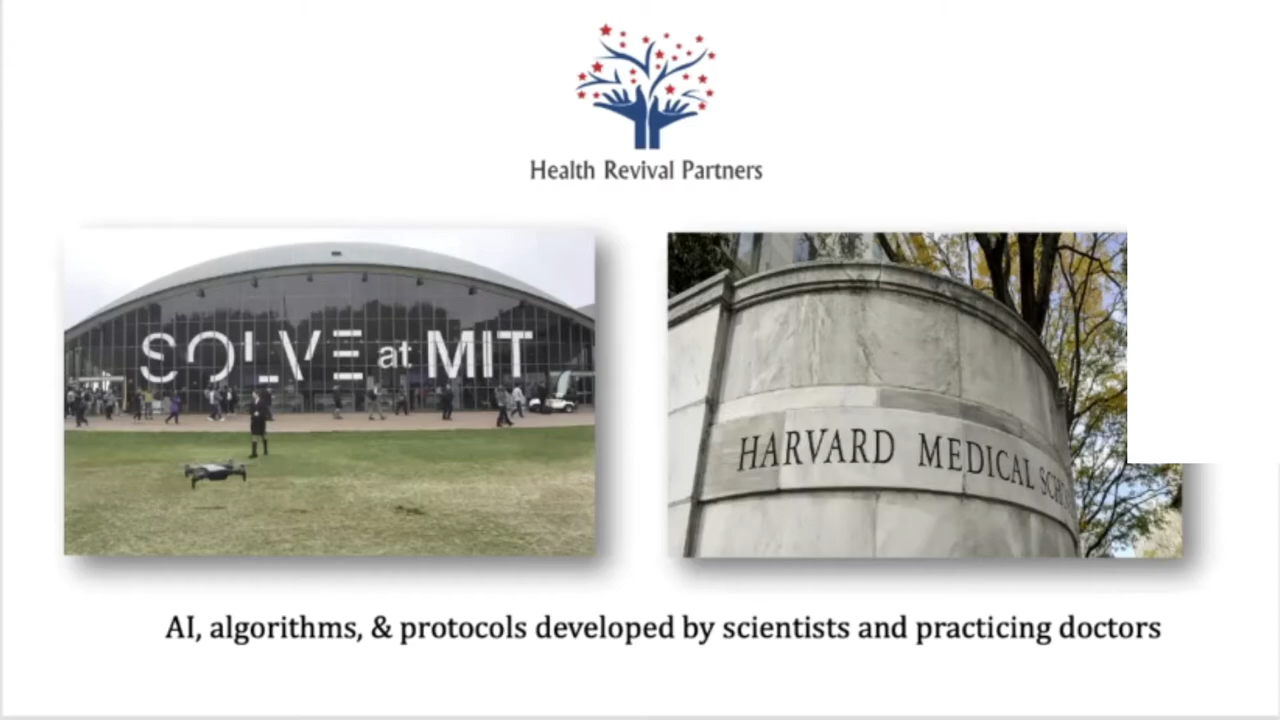 Health Revival Partners
SOLVE at MIT
HARVARD MEDICAL
AI, algorithms, & protocols developed by scientists and practicing doctors